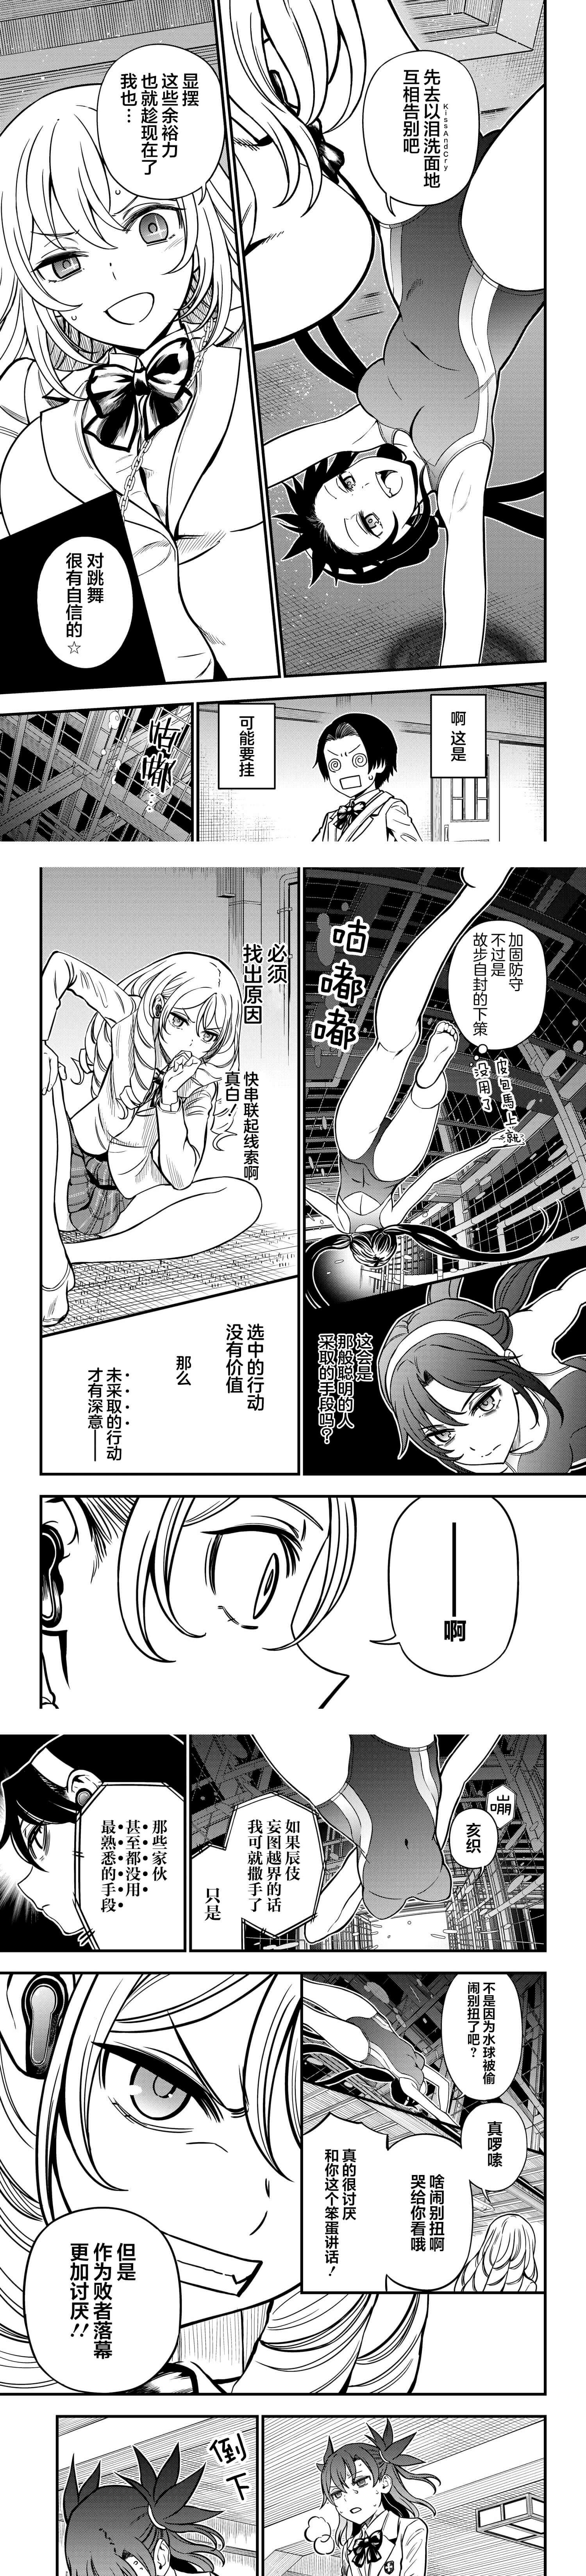 先去以泪洗面地
KissAndCry
互相告别吧
显摆
这些余裕力
也就趁现在了
我也…
对跳舞
很有自信的☆
啊 这是
可能要挂
咕嘟
加固防守
不过是
故步自封的下策
皮包馬上就
没用了
咕嘟嘟
必须
找出原因
快串联起线索啊
真白！
这会是
那般聪明的人
采取的手段吗？
选中的行动
没有价值
那么
未采取的行动
才有深意——
——啊
嘣
亥织
如果辰伎
妄图越界的话
我可就撒手了
只是
那些家伙
甚至都没用
最熟悉的手段
不是因为水球被偷
闹别扭了吧？
真啰嗦
啥闹别扭啊
哭给你看哦
真的很讨厌
和你这个笨蛋讲话！
但是
作为败者落幕
更加讨厌!!
倒下